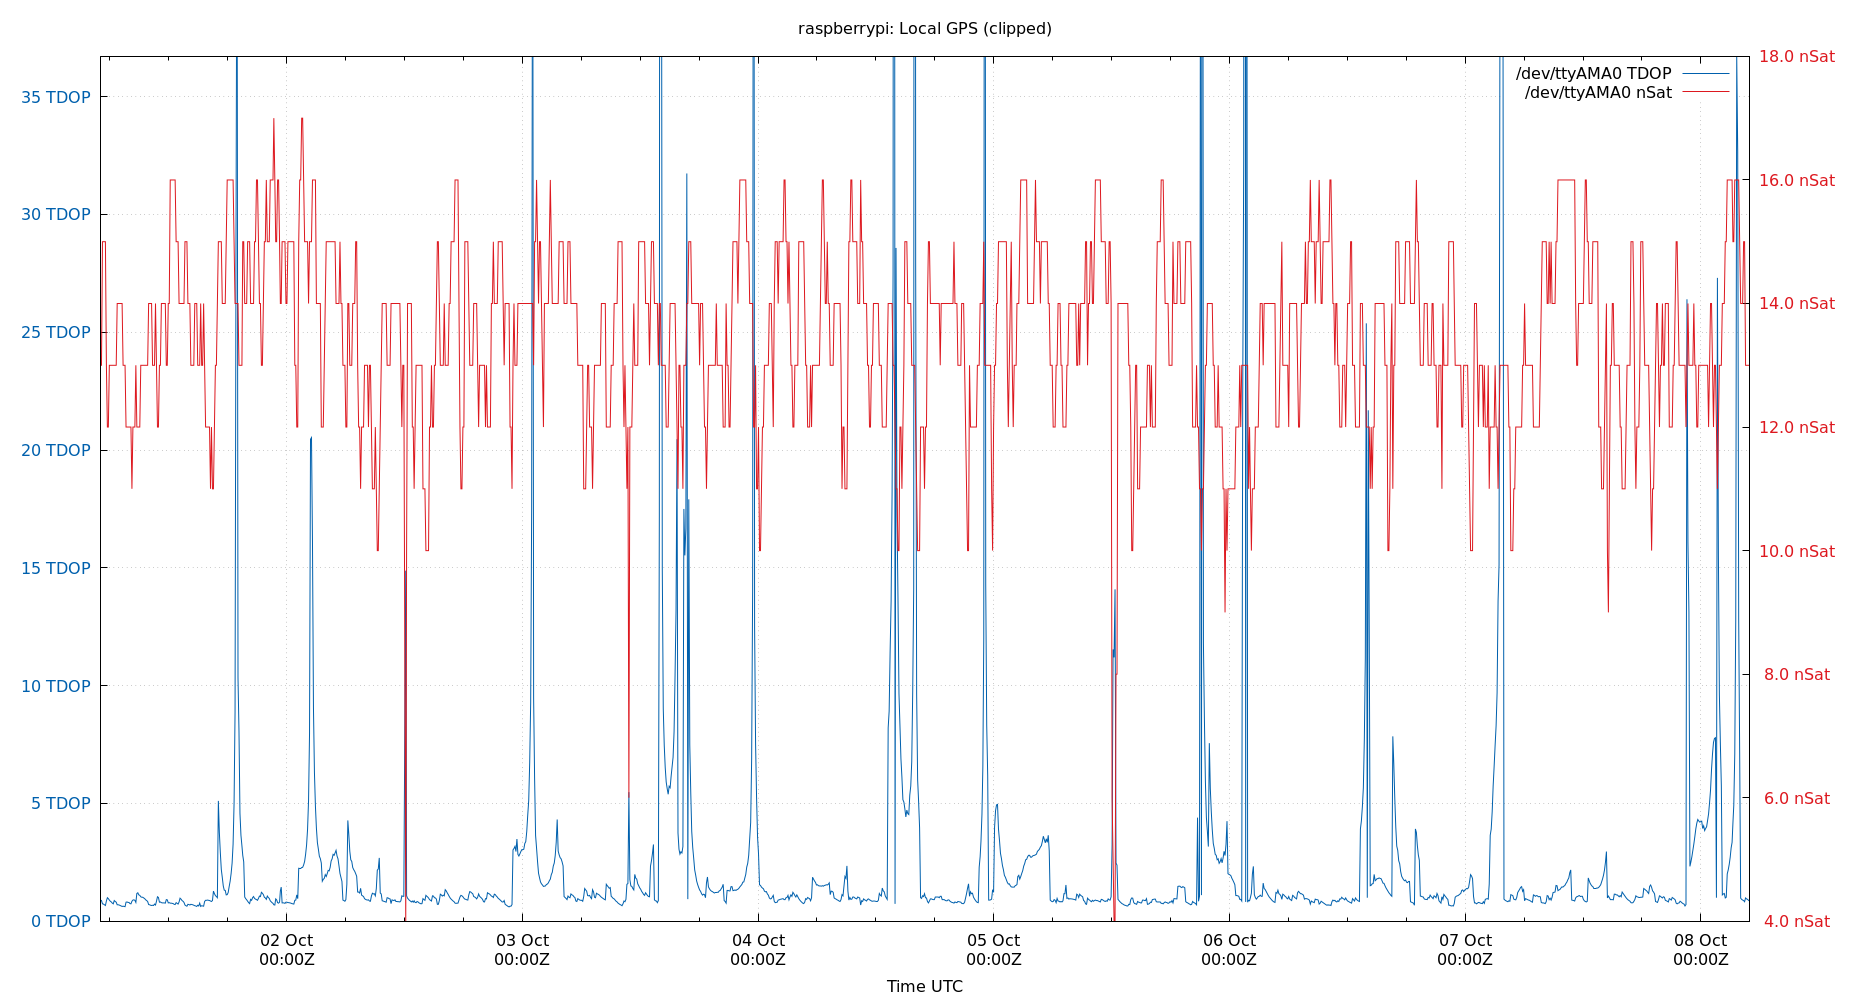 raspberrypi: Local GPS (clipped)
18.0 nSat
/dev/ttyAMA0 TDOP
/dev/ttyAMA0 nSat
35 TDOP
16.0 nSat
30 TDOP
14.0 nSat
25 TDOP
12.0 nSat
20 TDOP
10.0 nSat
15 TDOP
8.0 nSat
10 TDOP
6.0 nSat
5 TDOP
4.0 nSat
0 TDOP
02 Oct 03 Oct 04 Oct 05 Oct 06 Oct 07 Oct 08 Oct
00:00Z 00:00Z 00:00Z 00:00Z 00:00Z 00:00Z 00:00Z
Time UTC